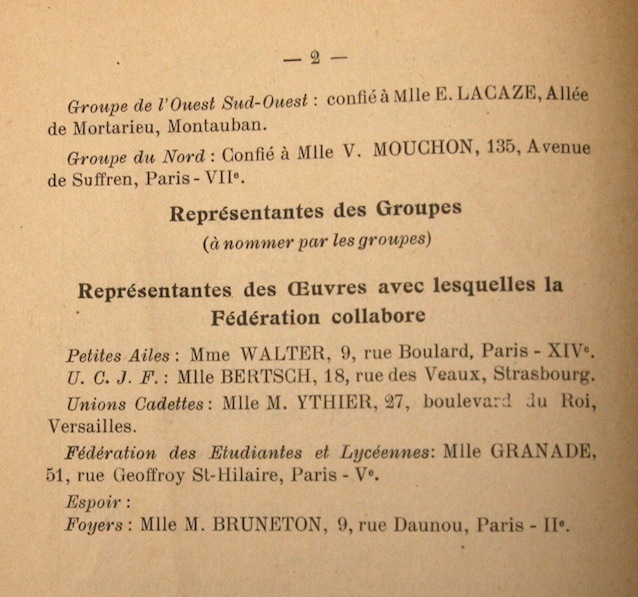 — 2 —
Groupe de l'Ouest Sud-Ouest : confié à Mlle E. LACAZE, Allée
de Mortarieu, Montauban.
Groupe du Nord : Confié à Mlle V. MOUCHON, 135, Avenue
de Suffren, Paris - VIIe.
Représentantes des Groupes
(à nommer par les groupes)
Représentantes des Œuvres avec lesquelles la
Fédération collabore
Petites Ailes : Mme WALTER, 9, rue Boulard, Paris - XIVe.
U. C. J. F. : Mlle BERTSCH, 18, rue des Veaux, Strasbourg.
Unions Cadettes : Mlle M. YTHIER, 27, boulevard du Roi,
Versailles.
Fédération des Etudiantes et Lycéennes: Mlle GRANADE,
51, rue Geoffroy St-Hilaire, Paris - Ve.
Espoir :
Foyers : Mlle M. BRUNETON, 9, rue Daunou, Paris - IIe.